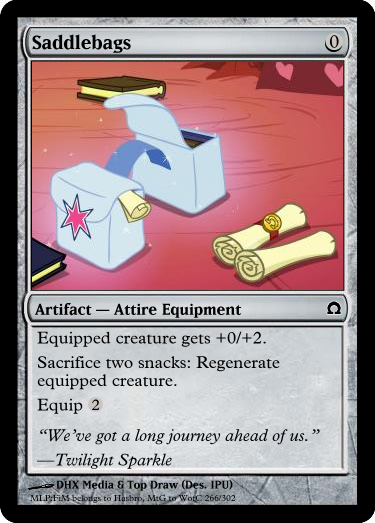 Saddlebags 0
Artifact — Attire Equipment Ω
Equipped creature gets +0/+2.
Sacrifice two snacks: Regenerate
equipped creature.
Equip 2
“We’ve got a long journey ahead of us.”
—Twilight Sparkle
DHX Media & Top Draw (Des. IPU)
MLP:FiM belongs to Hasbro, MtG to WotC 266/302